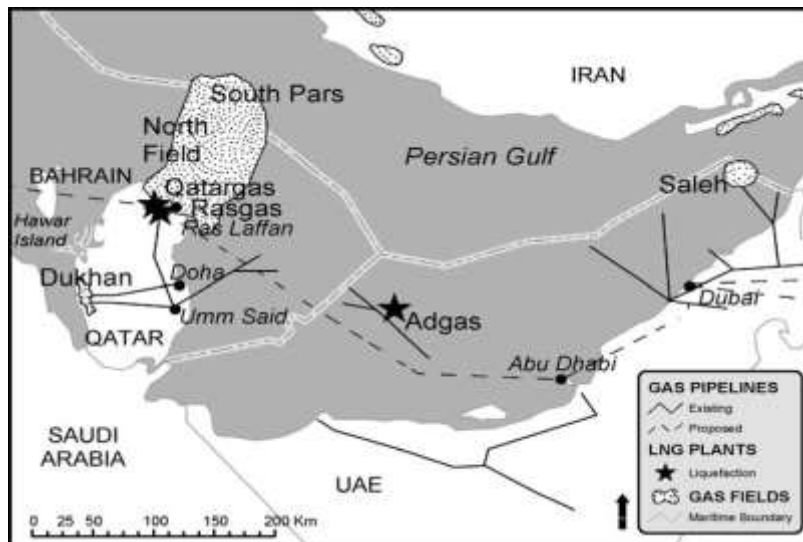 IRAN
South Pars
North
Field
Persian Gulf
BAHRAIN
Qatargas
Saleh
Rasgas
Hawar
Island
Ras Laffan
Dukhan
Doha
Dubai
Umm Said
Adgas
QATAR
Abu Dhabi
SAUDI
ARABIA
UAE
GAS PIPELINES
Existing
Proposed
LNG PLANTS
Liquefaction
GAS FIELDS
Maritime Boundary
0 25 50 100 150 200 Km